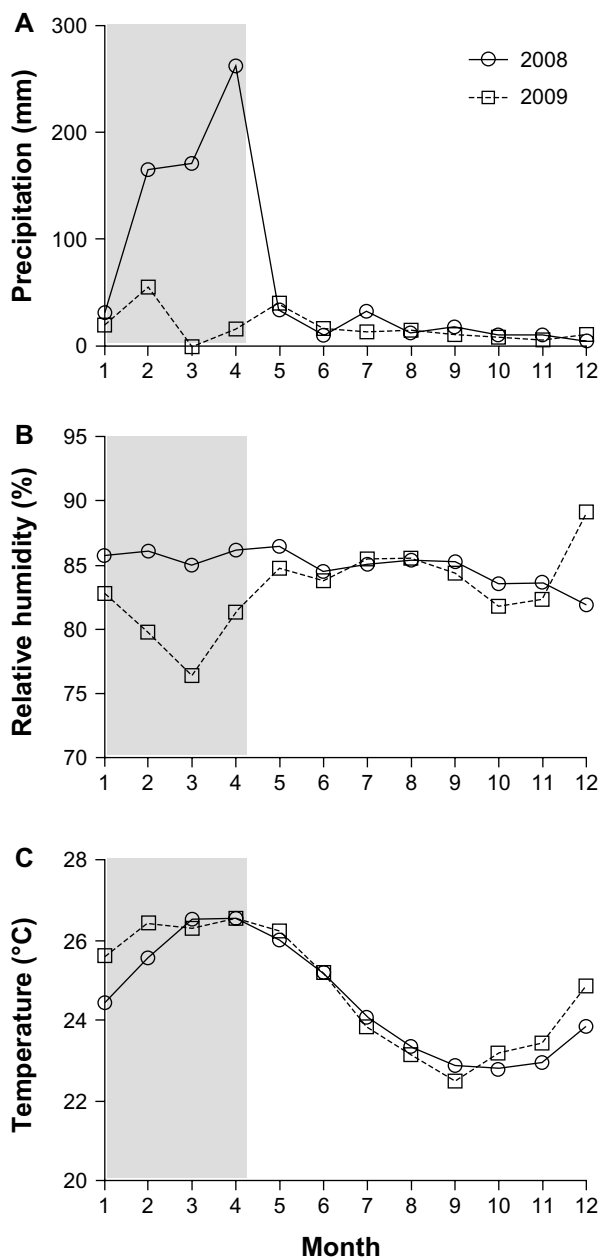 A
Precipitation (mm)
300
200
100
0
2008
2009
1 2 3 4 5 6 7 8 9 10 11 12
B
Relative humidity (%)
95
90
85
80
75
70
1 2 3 4 5 6 7 8 9 10 11 12
C
Temperature (°C)
28
26
24
22
20
1 2 3 4 5 6 7 8 9 10 11 12
Month